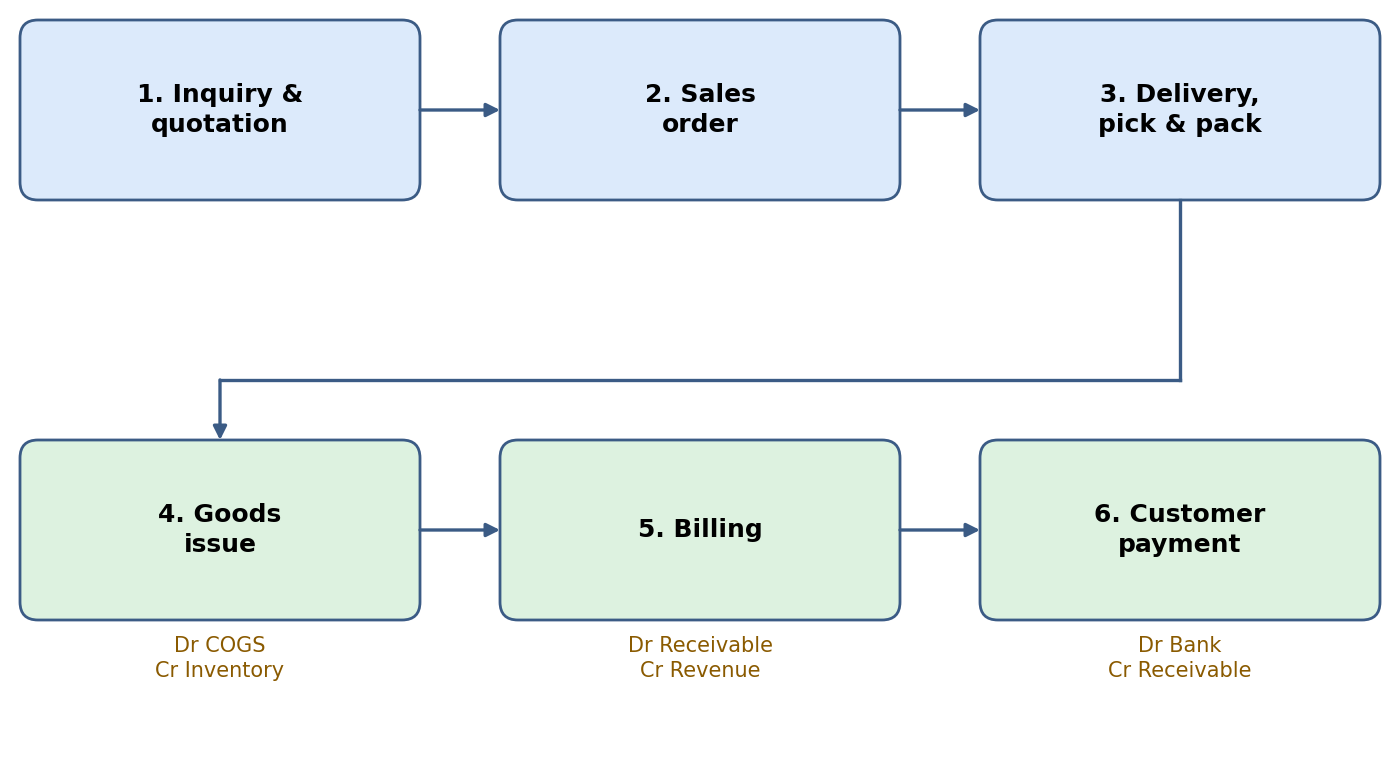 1. Inquiry &
quotation
2. Sales
order
3. Delivery,
pick & pack
4. Goods
issue
Dr COGS
Cr Inventory
5. Billing
Dr Receivable
Cr Revenue
6. Customer
payment
Dr Bank
Cr Receivable